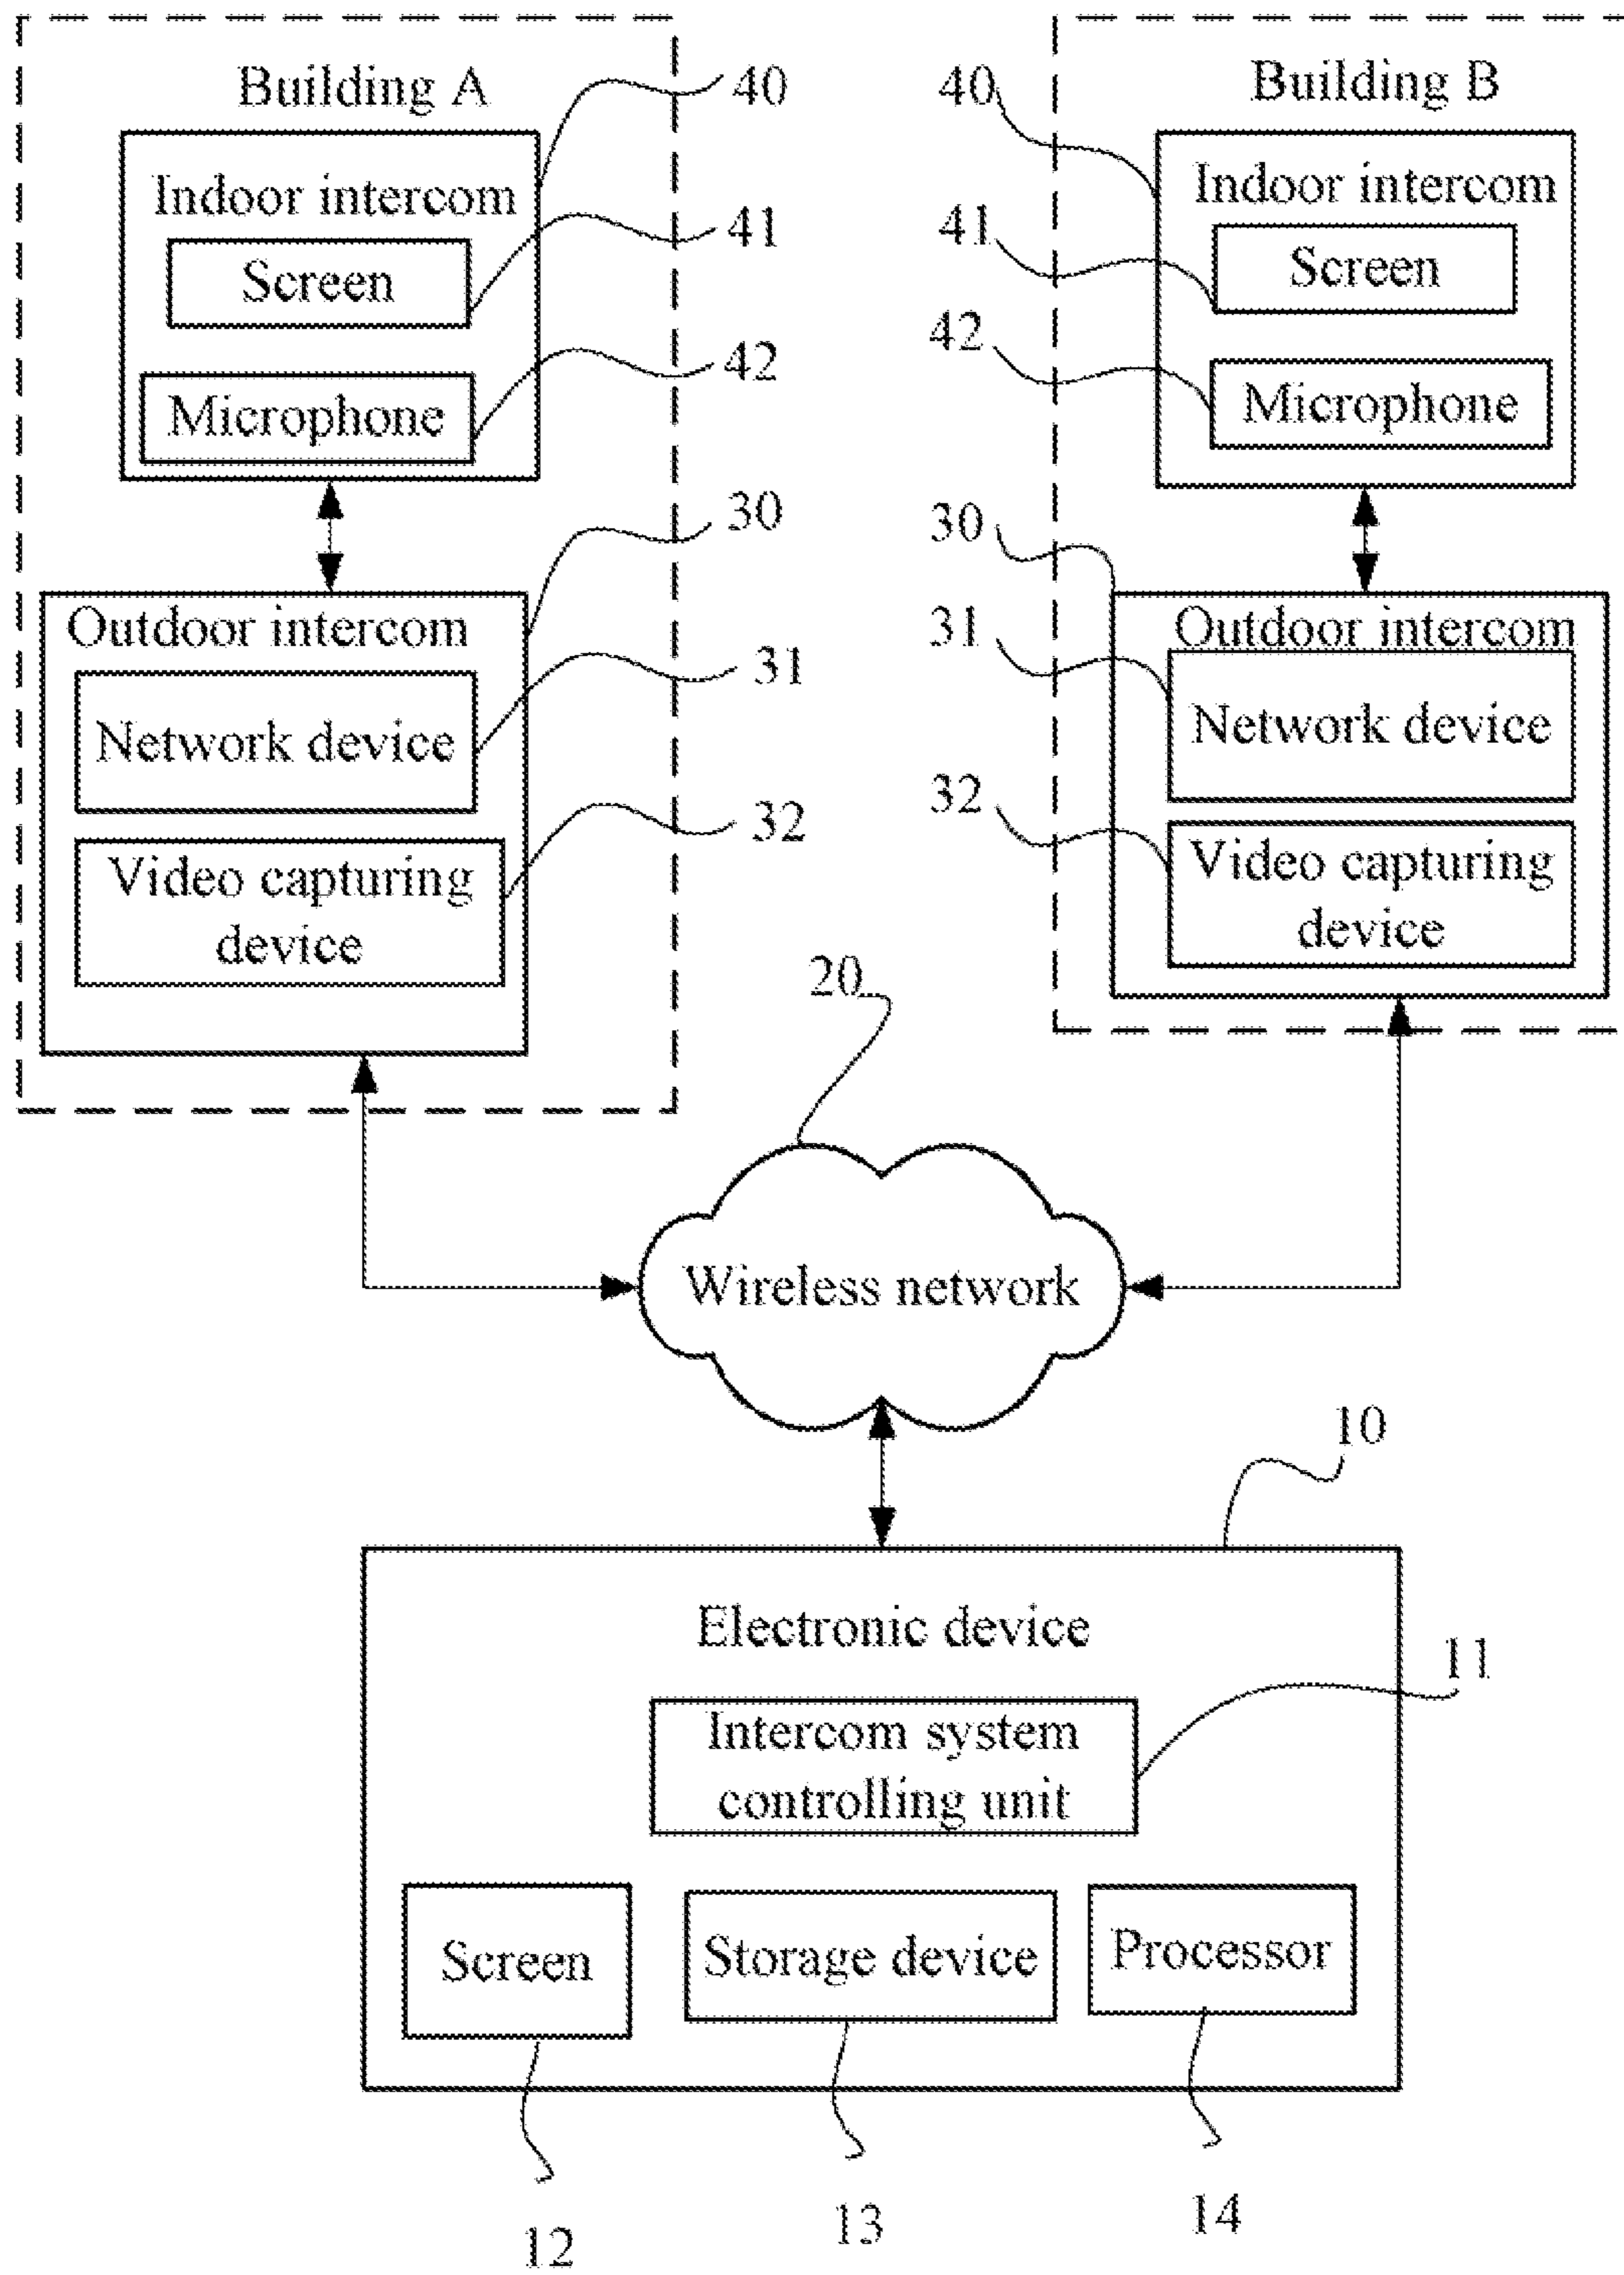 Building A
40
Indoor intercom
41
Screen
42
Microphone
30
Outdoor intercom
31
Network device
32
Video capturing
device
Building B
40
Indoor intercom
41
Screen
42
Microphone
30
Outdoor intercom
31
Network device
32
Video capturing
device
20
Wireless network
10
Electronic device
11
Intercom system
controlling unit
Screen
Storage device
Processor
12
13
14